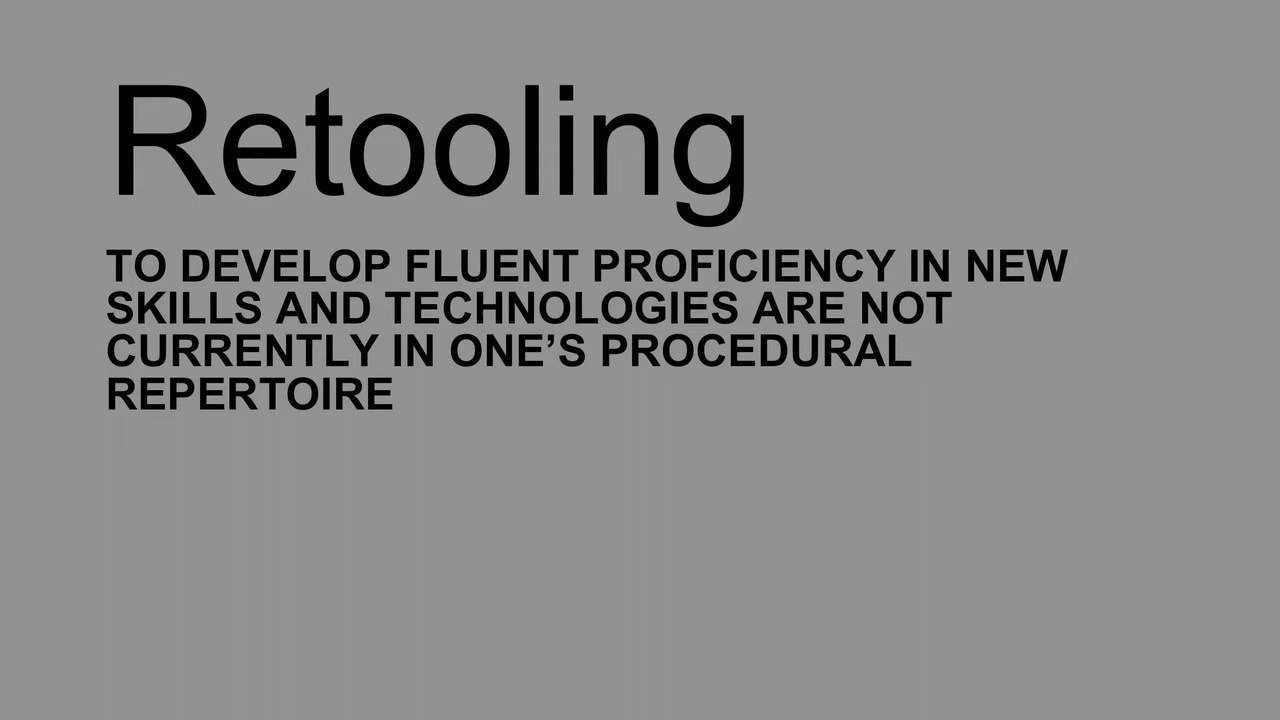 Retooling
TO DEVELOP FLUENT PROFICIENCY IN NEW
SKILLS AND TECHNOLOGIES ARE NOT
CURRENTLY IN ONE’S PROCEDURAL
REPERTOIRE